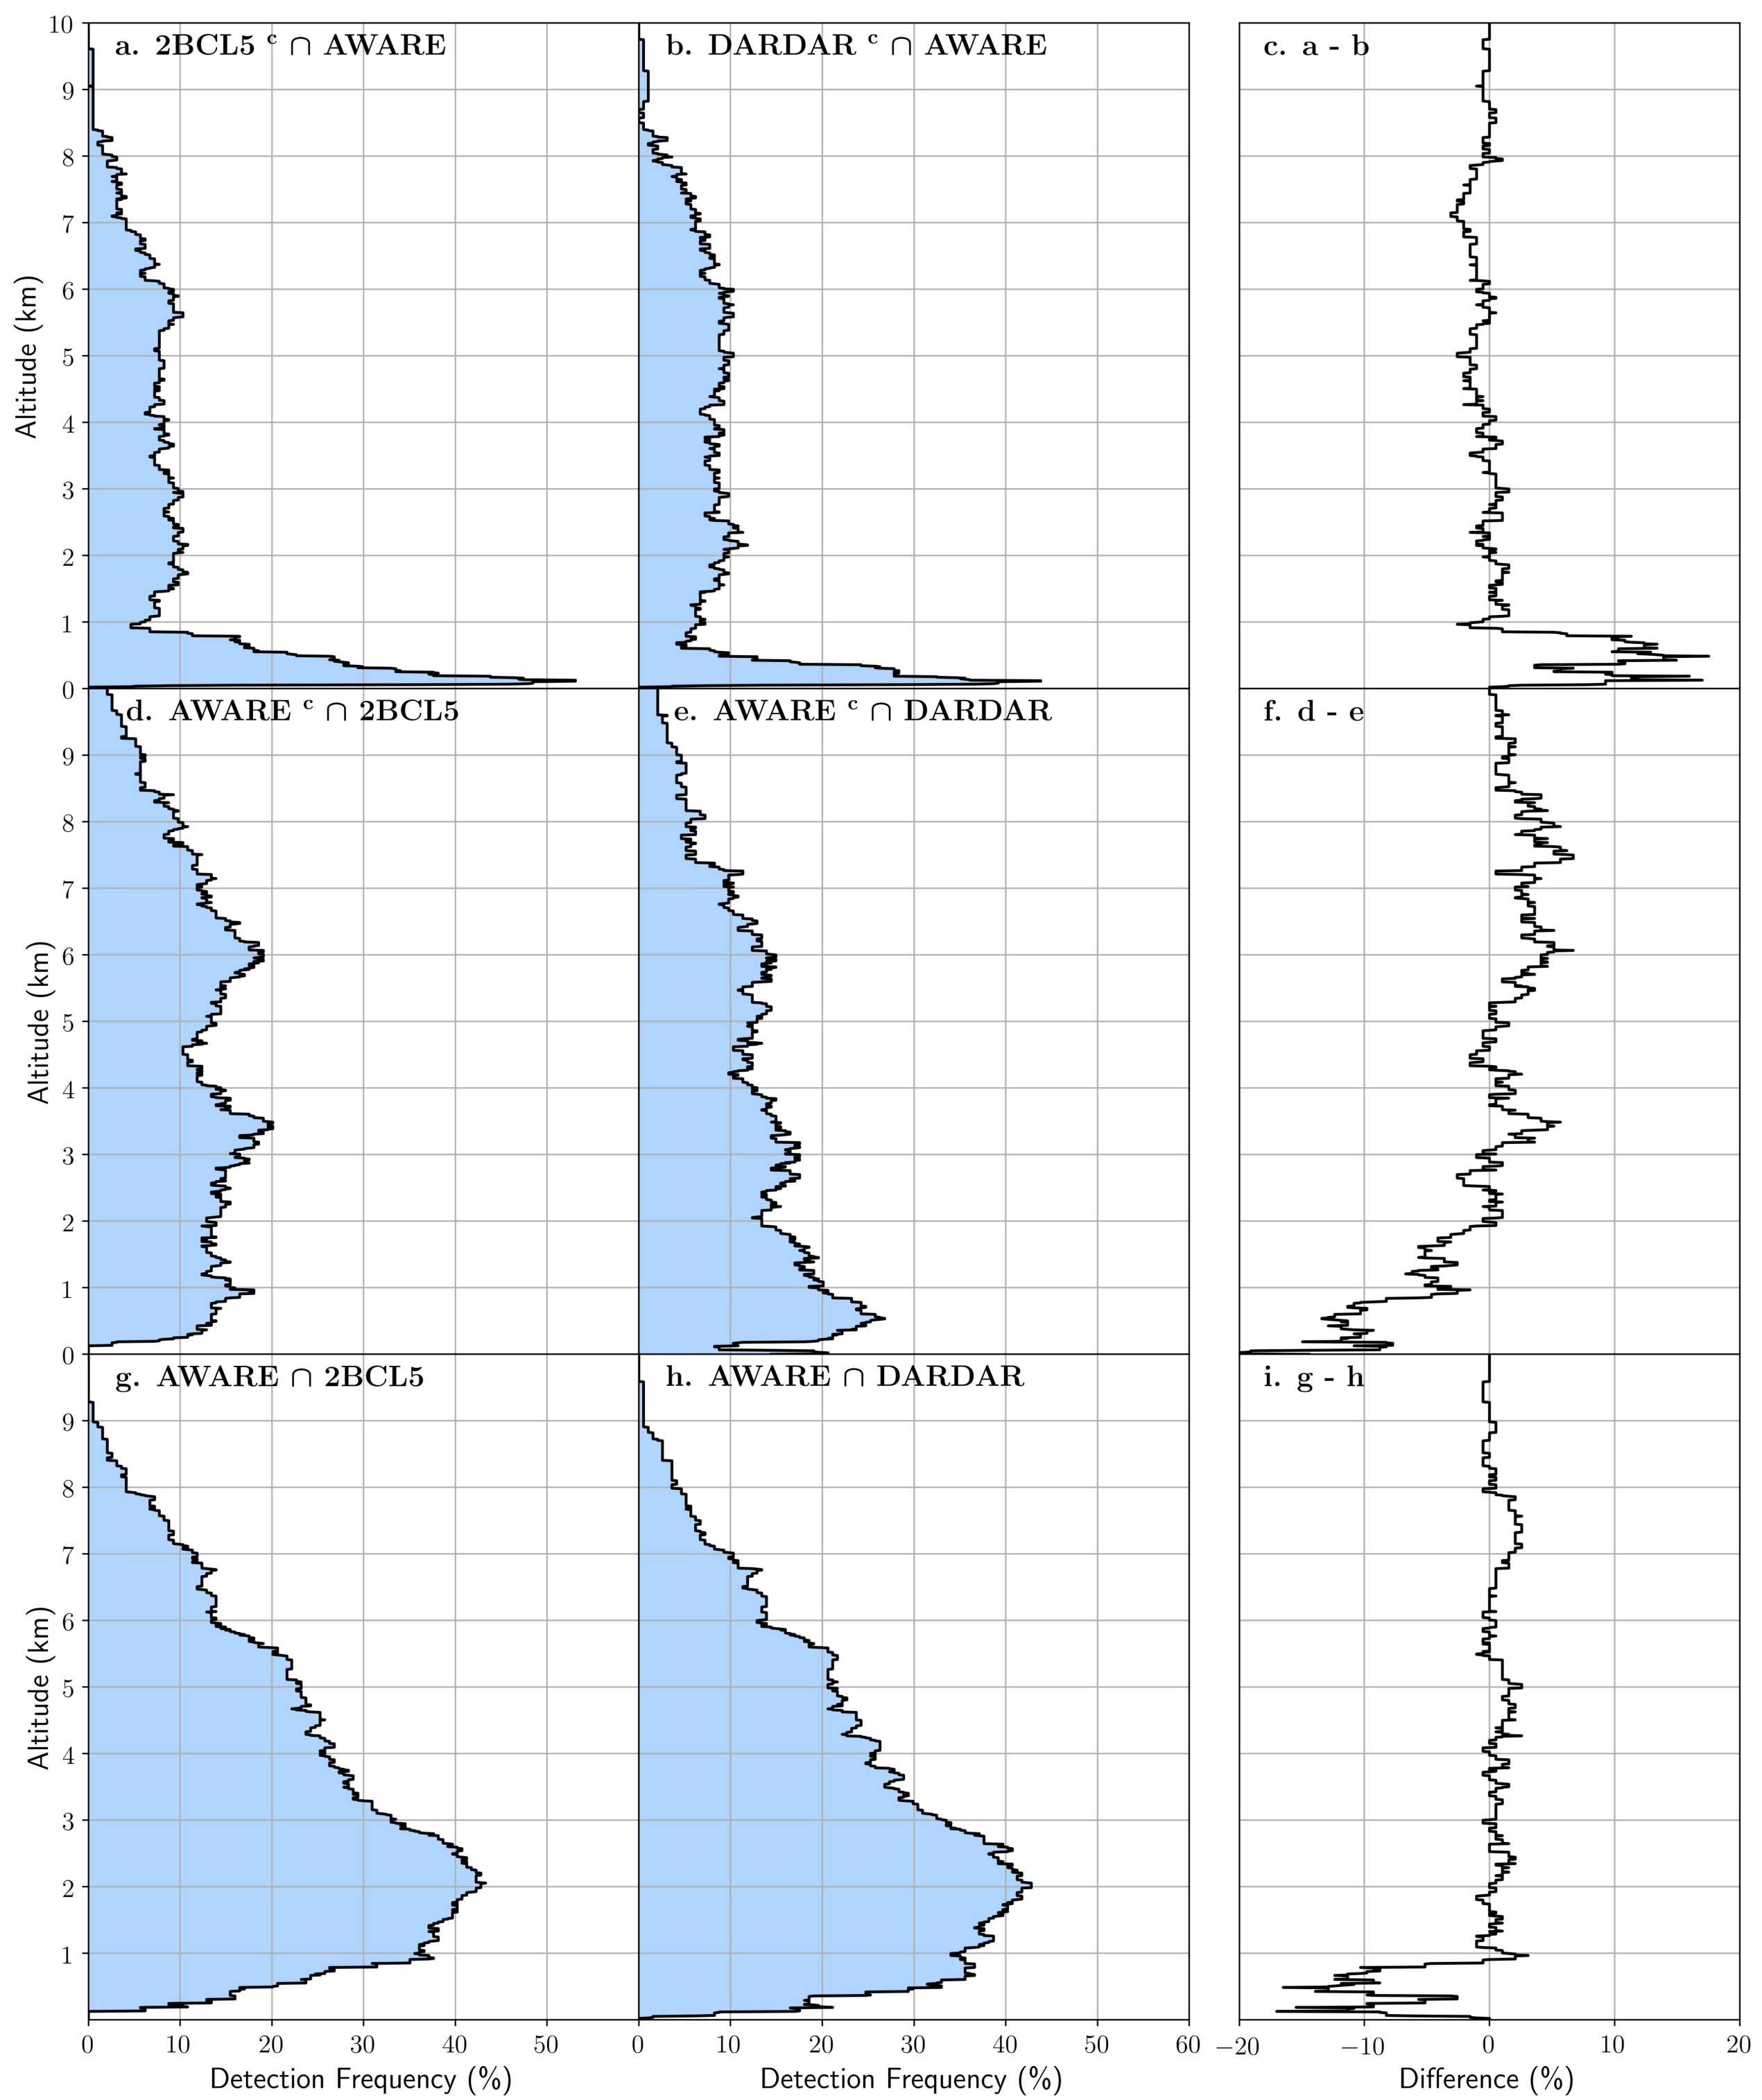 a. 2BCL5 ᶜ ∩ AWARE
b. DARDAR ᶜ ∩ AWARE
c. a - b
10
9
8
7
6
5
4
3
2
1
0
Altitude (km)
d. AWARE ᶜ ∩ 2BCL5
e. AWARE ᶜ ∩ DARDAR
f. d - e
9
8
7
6
5
4
3
2
1
0
Altitude (km)
g. AWARE ∩ 2BCL5
h. AWARE ∩ DARDAR
i. g - h
9
8
7
6
5
4
3
2
1
Altitude (km)
0 10 20 30 40 50
0 10 20 30 40 50 60
−20 −10 0 10 20
Detection Frequency (%)
Detection Frequency (%)
Difference (%)